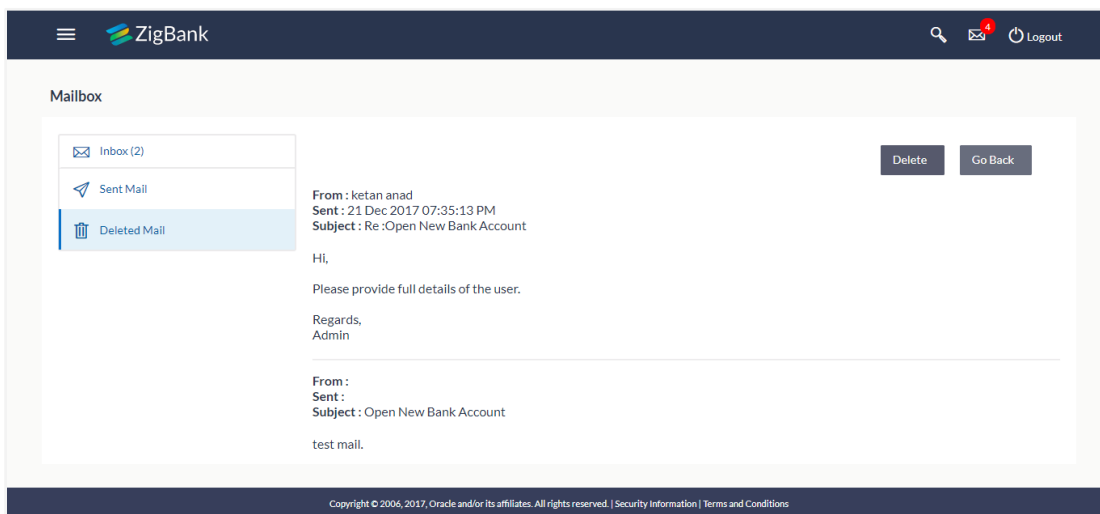 ZigBank
4
Logout
Mailbox
Inbox (2)
Sent Mail
Deleted Mail
Delete
Go Back
From : ketan anad
Sent : 21 Dec 2017 07:35:13 PM
Subject : Re :Open New Bank Account
Hi,
Please provide full details of the user.
Regards,
Admin
From :
Sent :
Subject : Open New Bank Account
test mail.
Copyright © 2006, 2017, Oracle and/or its affiliates. All rights reserved. | Security Information | Terms and Conditions